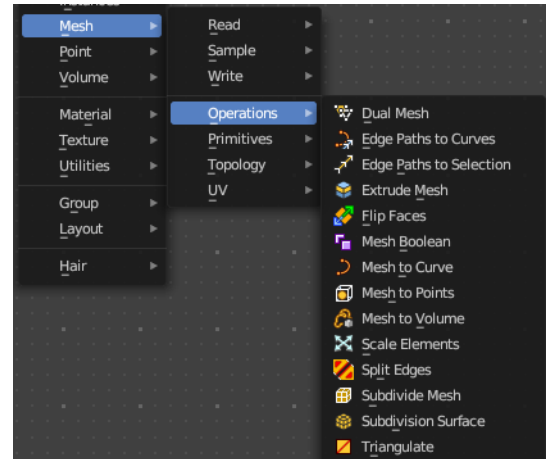 Instances
Mesh
Point
Volume
Material
Texture
Utilities
Group
Layout
Hair
Read
Sample
Write
Operations
Primitives
Topology
UV
Dual Mesh
Edge Paths to Curves
Edge Paths to Selection
Extrude Mesh
Flip Faces
Mesh Boolean
Mesh to Curve
Mesh to Points
Mesh to Volume
Scale Elements
Split Edges
Subdivide Mesh
Subdivision Surface
Triangulate